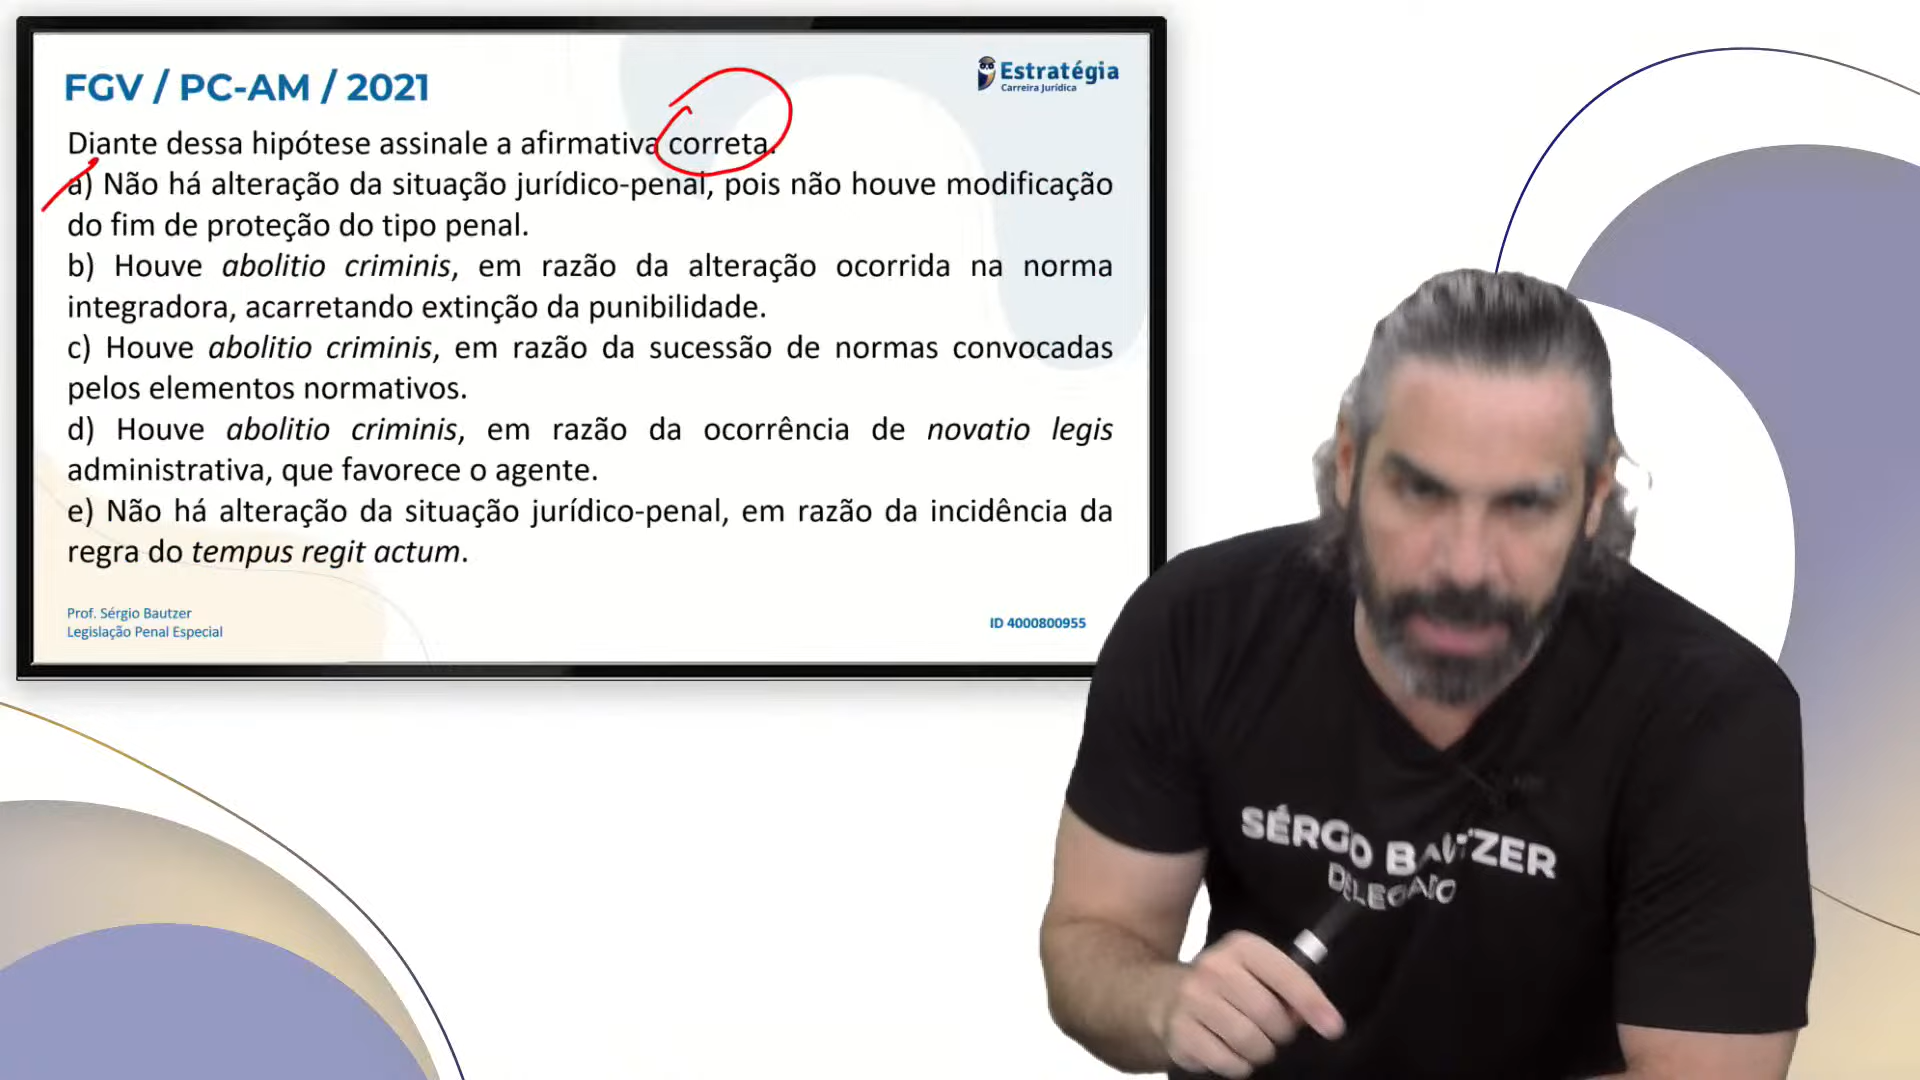 FGV / PC-AM / 2021
Estratégia
Carreira Jurídica
Diante dessa hipótese assinale a afirmativa correta.
a) Não há alteração da situação jurídico-penal, pois não houve modificação
do fim de proteção do tipo penal.
b) Houve abolitio criminis, em razão da alteração ocorrida na norma
integradora, acarretando extinção da punibilidade.
c) Houve abolitio criminis, em razão da sucessão de normas convocadas
pelos elementos normativos.
d) Houve abolitio criminis, em razão da ocorrência de novatio legis
administrativa, que favorece o agente.
e) Não há alteração da situação jurídico-penal, em razão da incidência da
regra do tempus regit actum.
Prof. Sérgio Bautzer
Legislação Penal Especial
ID 4000800955
SÉRGIO BAUTZER
DELEGADO